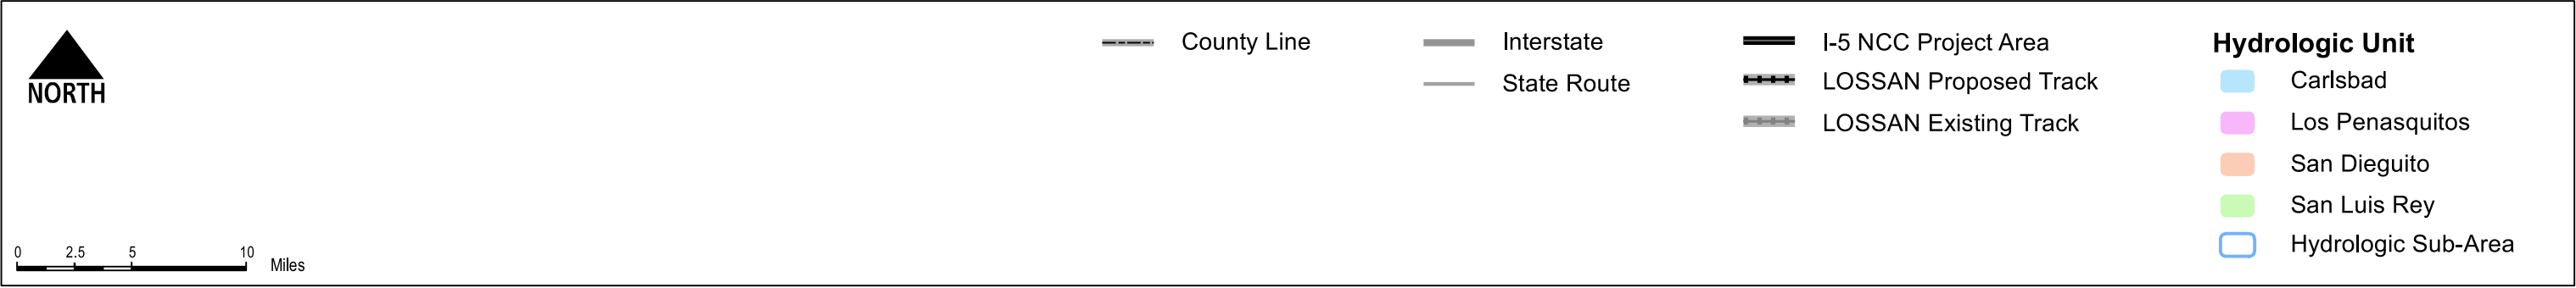 NORTH
0 2.5 5 10 Miles
County Line
Interstate
State Route
I-5 NCC Project Area
LOSSAN Proposed Track
LOSSAN Existing Track
Hydrologic Unit
Carlsbad
Los Penasquitos
San Dieguito
San Luis Rey
Hydrologic Sub-Area